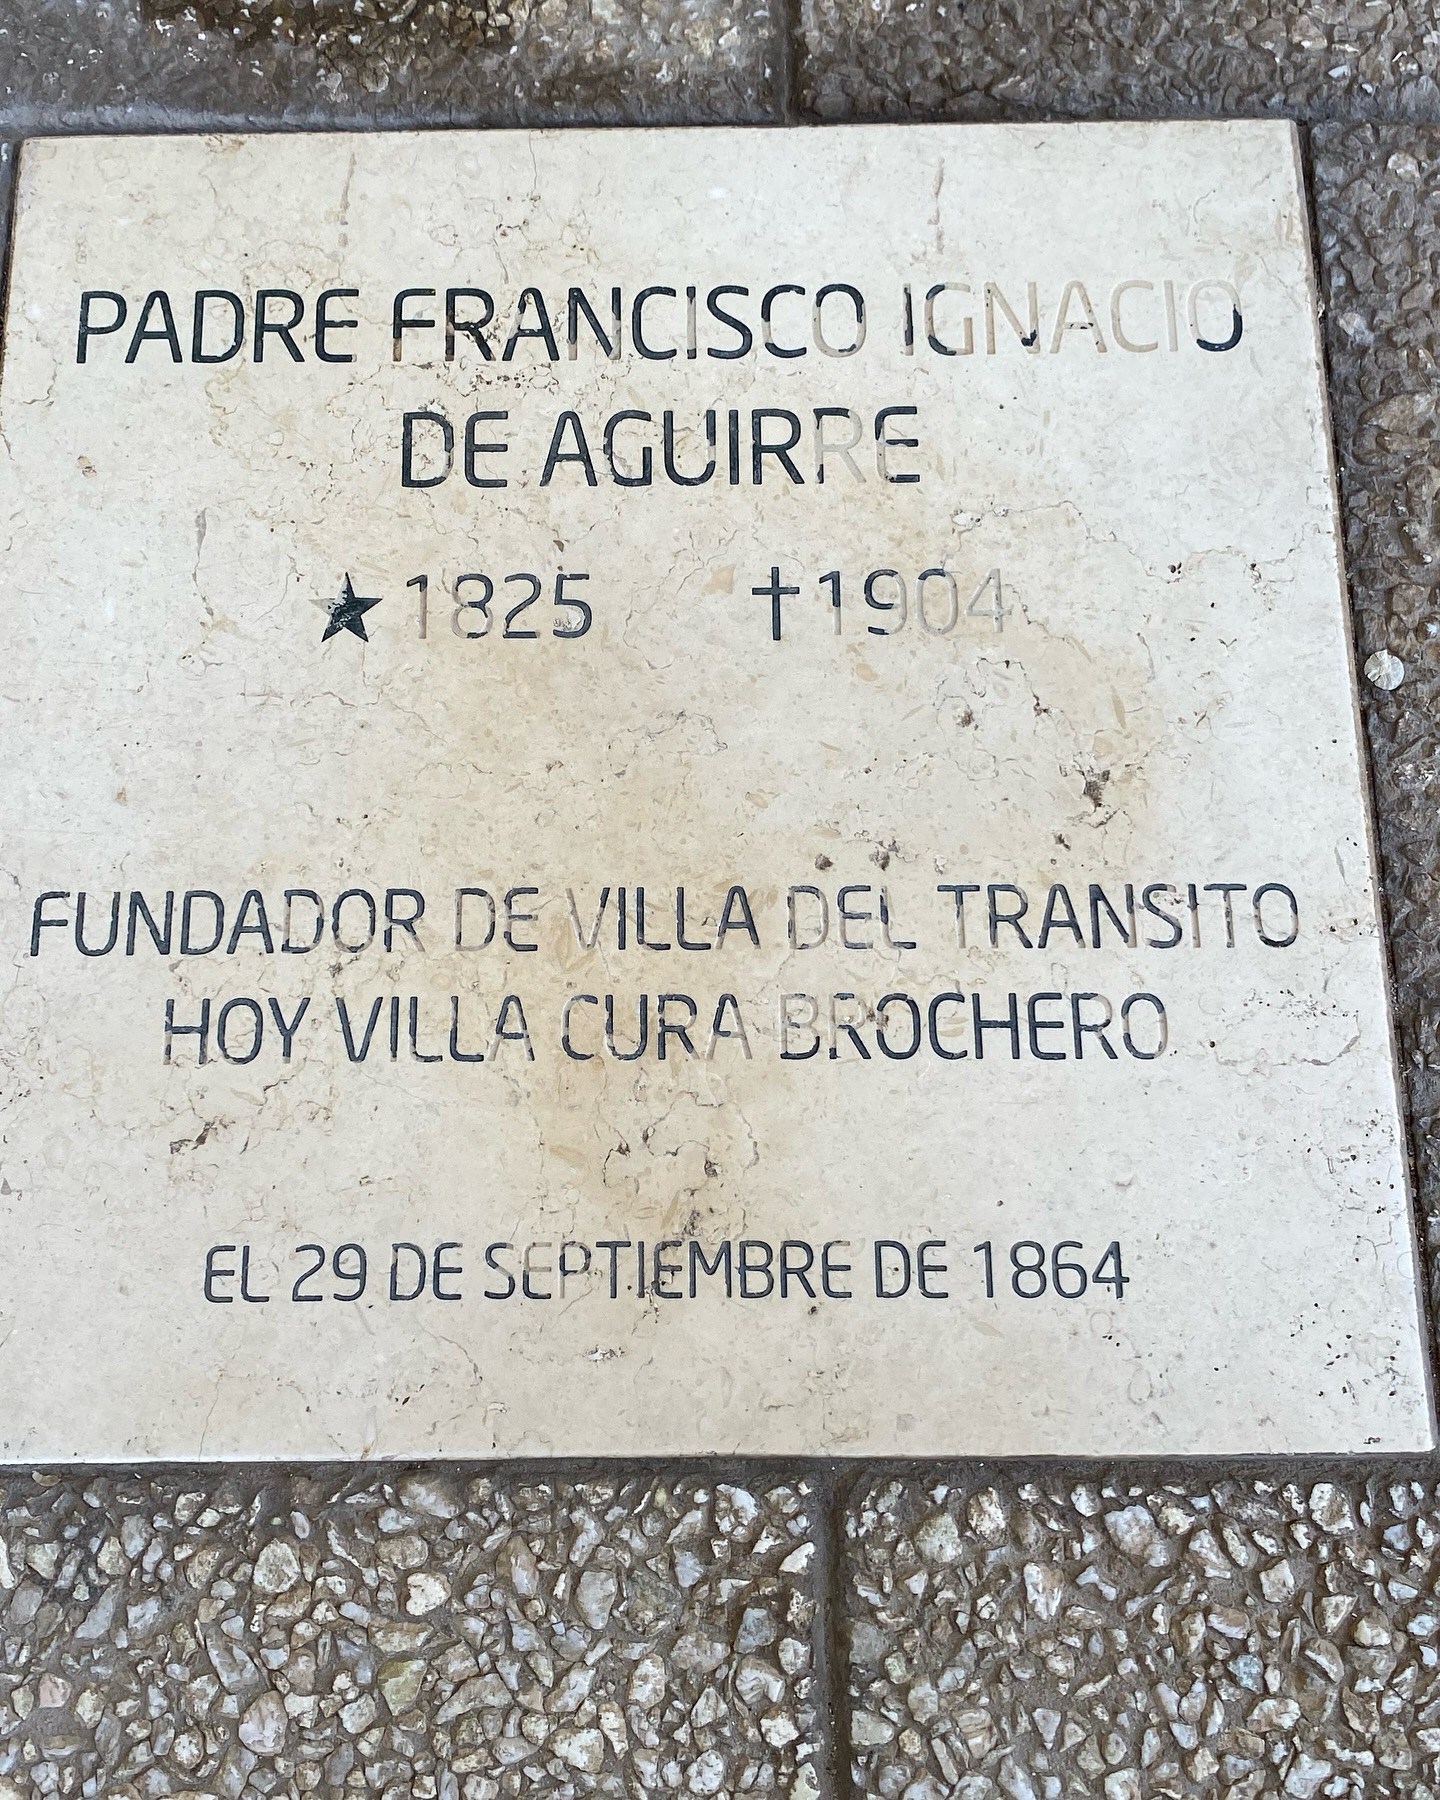 PADRE FRANCISCO IGNACIO
DE AGUIRRE
★ 1825 †1904
FUNDADOR DE VILLA DEL TRANSITO
HOY VILLA CURA BROCHERO
EL 29 DE SEPTIEMBRE DE 1864